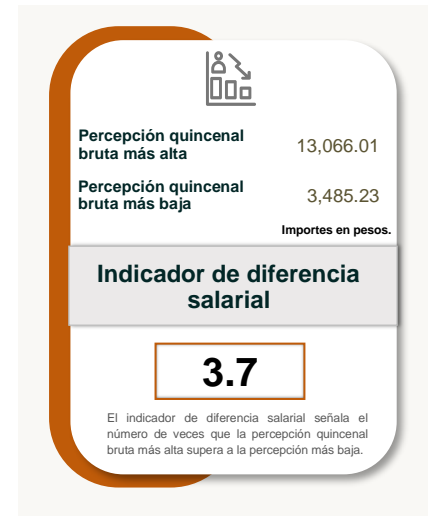 Percepción quincenal
bruta más alta
13,066.01
Percepción quincenal
bruta más baja
3,485.23
Importes en pesos.
Indicador de diferencia
salarial
3.7
El indicador de diferencia salarial señala el
número de veces que la percepción quincenal
bruta más alta supera a la percepción más baja.